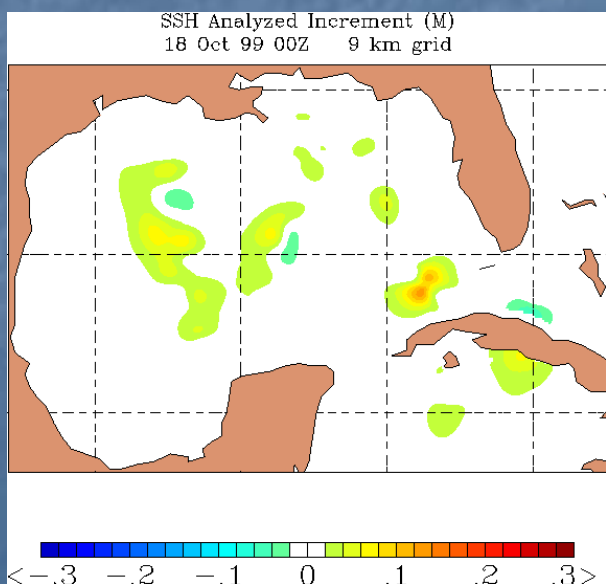 SSH Analyzed Increment (M)
18 Oct 99 00Z 9 km grid
<-.3 -.2 -.1 0 .1 .2 .3>